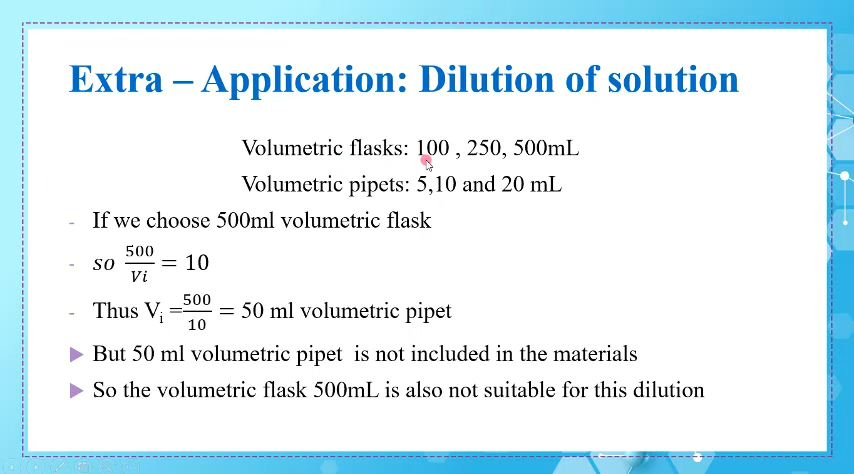 Extra – Application: Dilution of solution
Volumetric flasks: 100 , 250, 500mL
Volumetric pipets: 5,10 and 20 mL
- If we choose 500ml volumetric flask
- so 500/Vi = 10
- Thus Vi =500/10 = 50 ml volumetric pipet
But 50 ml volumetric pipet is not included in the materials
So the volumetric flask 500mL is also not suitable for this dilution